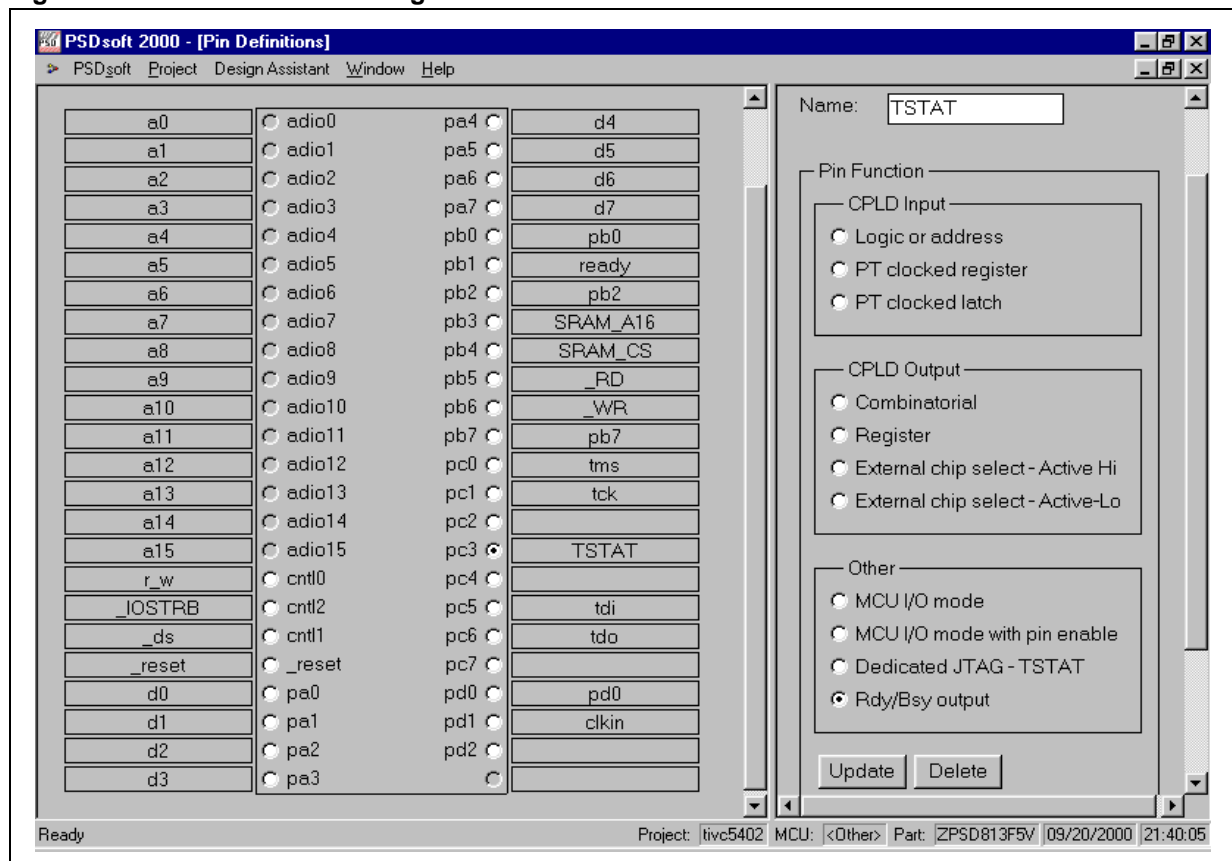 PSDsoft 2000 - [Pin Definitions]
PSDsoft Project Design Assistant Window Help
a0 adio0 pa4 d4
a1 adio1 pa5 d5
a2 adio2 pa6 d6
a3 adio3 pa7 d7
a4 adio4 pb0 pb0
a5 adio5 pb1 ready
a6 adio6 pb2 pb2
a7 adio7 pb3 SRAM_A16
a8 adio8 pb4 SRAM_CS
a9 adio9 pb5 _RD
a10 adio10 pb6 _WR
a11 adio11 pb7 pb7
a12 adio12 pc0 tms
a13 adio13 pc1 tck
a14 adio14 pc2
a15 adio15 pc3 TSTAT
r_w cntl0 pc4
_IOSTRB cntl2 pc5 tdi
_ds cntl1 pc6 tdo
_reset _reset pc7
d0 pa0 pd0 pd0
d1 pa1 pd1 clkin
d2 pa2 pd2
d3 pa3
Name: TSTAT
Pin Function
CPLD Input
Logic or address
PT clocked register
PT clocked latch
CPLD Output
Combinatorial
Register
External chip select - Active Hi
External chip select - Active-Lo
Other
MCU I/O mode
MCU I/O mode with pin enable
Dedicated JTAG - TSTAT
Rdy/Bsy output
Update Delete
Ready Project: tivc5402 MCU: <Other> Part: ZPSD813F5V 09/20/2000 21:40:05